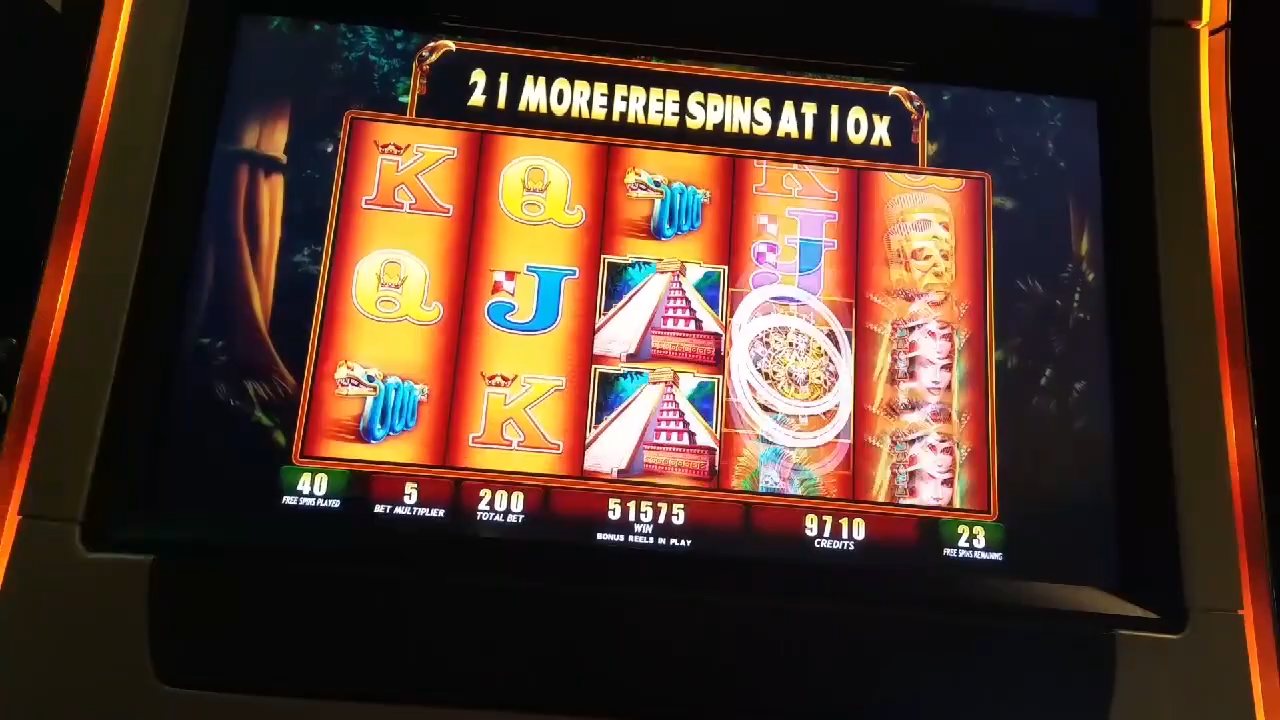 21 MORE FREE SPINS AT 10X
K
Q
K
Q
Q
J
J
K
40
FREE SPINS PLAYED
5
BET MULTIPLIER
200
TOTAL BET
51575
WIN
BONUS REELS IN PLAY
9710
CREDITS
23
FREE SPINS REMAINING